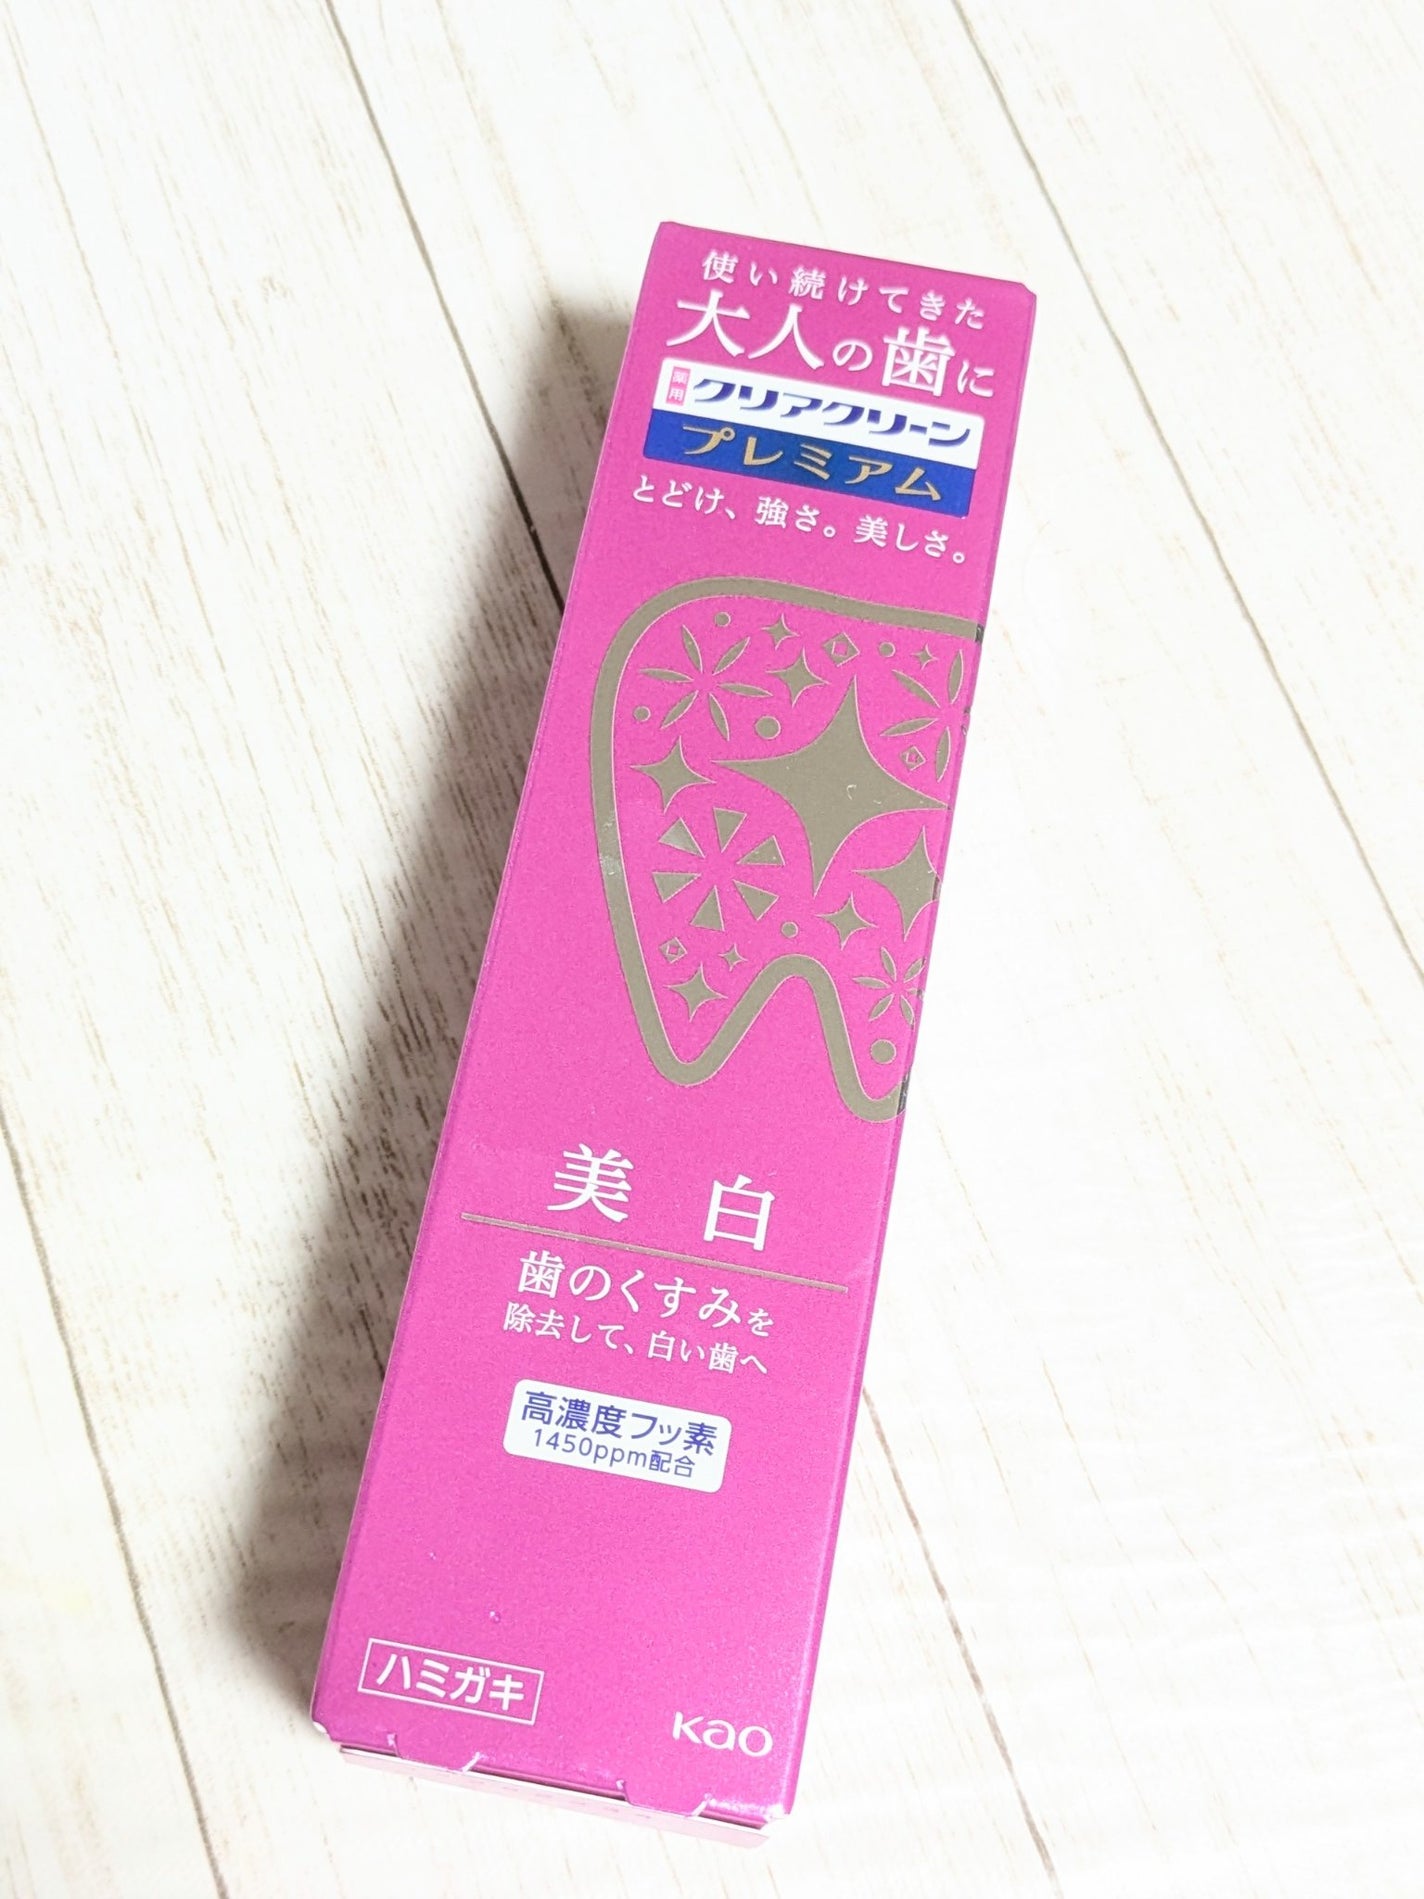 使い続けてきた
大人の歯に
薬用 クリアクリーン
プレミアム
とどけ、強さ。美しさ。
美白
歯のくすみを
除去して、白い歯へ
高濃度フッ素
1450ppm配合
ハミガキ
Kao